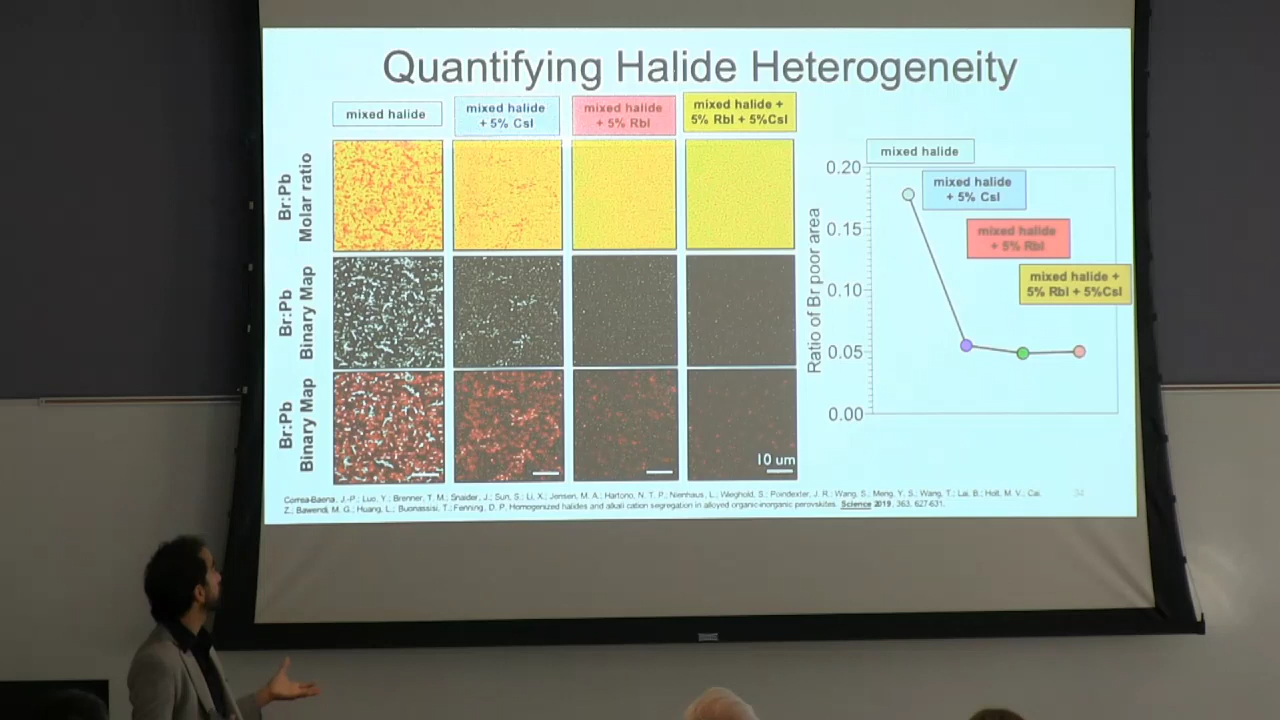 Quantifying Halide Heterogeneity
mixed halide
mixed halide
+ 5% CsI
mixed halide
+ 5% RbI
mixed halide +
5% RbI + 5%CsI
Br:Pb
Molar ratio
Br:Pb
Binary Map
Br:Pb
Binary Map
10 um
mixed halide
mixed halide
+ 5% CsI
mixed halide
+ 5% RbI
mixed halide +
5% RbI + 5%CsI
Ratio of Br poor area
0.20
0.15
0.10
0.05
0.00
Correa-Baena, J.-P.; Luo, Y.; Brenner, T. M.; Snaider, J.; Sun, S.; Li, X.; Jensen, M. A.; Hartono, N. T. P.; Nienhaus, L.; Wieghold, S.; Poindexter, J. R.; Wang, S.; Meng, Y. S.; Wang, T.; Lai, B.; Holt, M. V.; Cai,
Z.; Bawendi, M. G.; Huang, L.; Buonassisi, T.; Fenning, D. P. Homogenized halides and alkali cation segregation in alloyed organic-inorganic perovskites. Science 2019, 363, 627-631.
34